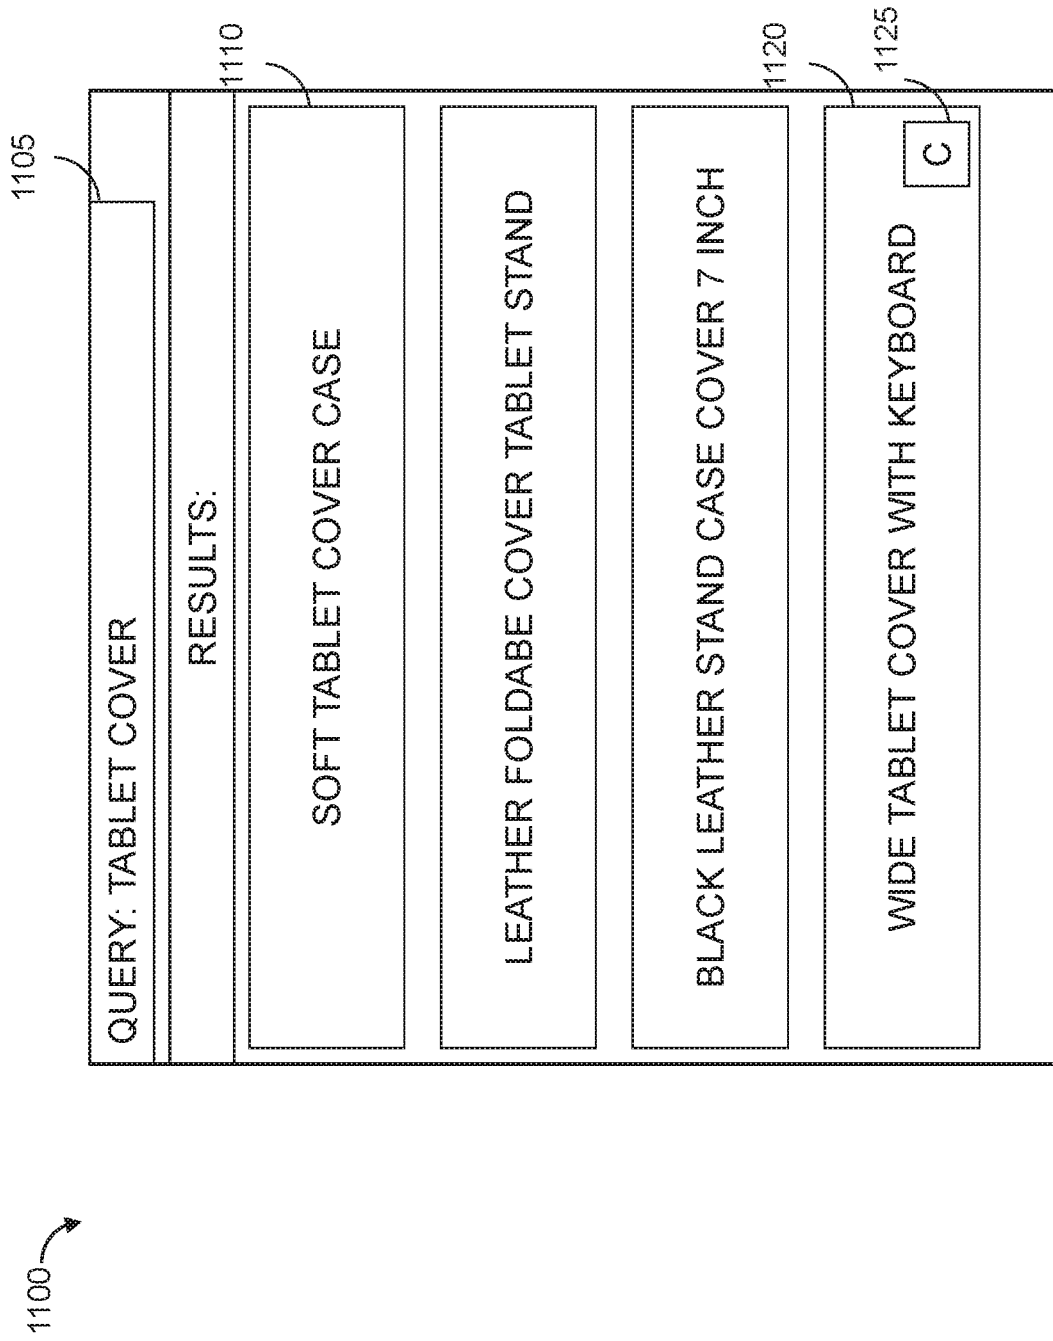 1100
1105
QUERY: TABLET COVER
RESULTS:
1110
SOFT TABLET COVER CASE
LEATHER FOLDABE COVER TABLET STAND
BLACK LEATHER STAND CASE COVER 7 INCH
1120
WIDE TABLET COVER WITH KEYBOARD
C
1125